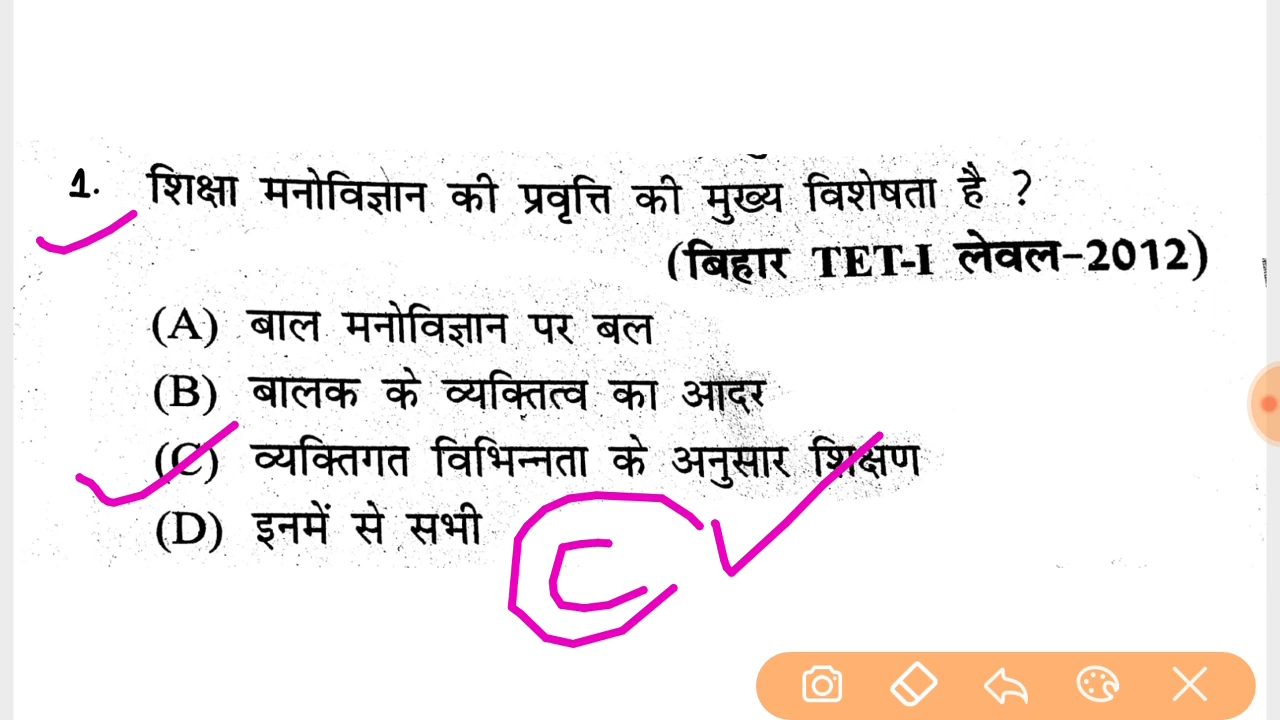 1. शिक्षा मनोविज्ञान की प्रवृत्ति की मुख्य विशेषता है ?
(बिहार TET-I लेवल-2012)
(A) बाल मनोविज्ञान पर बल
(B) बालक के व्यक्तित्व का आदर
(C) व्यक्तिगत विभिन्नता के अनुसार शिक्षण
(D) इनमें से सभी
C